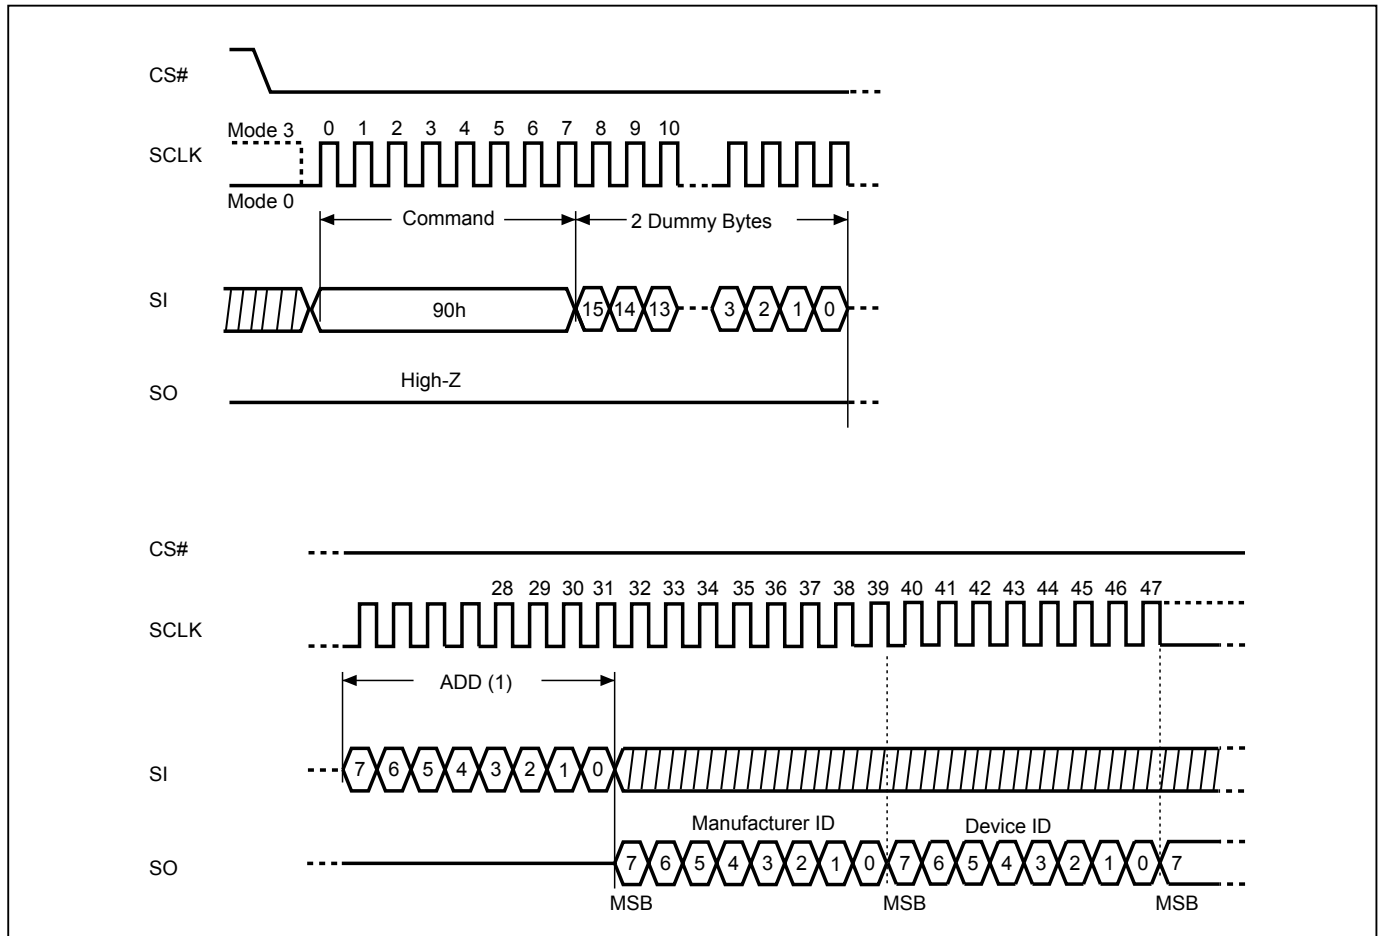 CS#
Mode 3 0 1 2 3 4 5 6 7 8 9 10
SCLK
Mode 0
Command 2 Dummy Bytes
SI 90h 15 14 13 3 2 1 0
High-Z
SO
CS#
28 29 30 31 32 33 34 35 36 37 38 39 40 41 42 43 44 45 46 47
SCLK
ADD (1)
SI 7 6 5 4 3 2 1 0
Manufacturer ID Device ID
SO 7 6 5 4 3 2 1 0 7 6 5 4 3 2 1 0 7
MSB MSB MSB